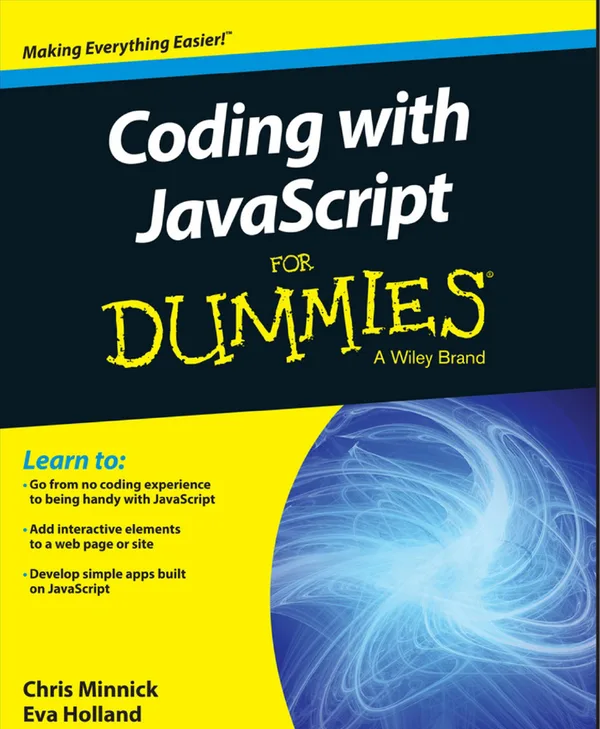 Making Everything Easier!™
Coding with
JavaScript
FOR
DUMMIES®
A Wiley Brand
Learn to:
• Go from no coding experience
to being handy with JavaScript
• Add interactive elements
to a web page or site
• Develop simple apps built
on JavaScript
Chris Minnick
Eva Holland